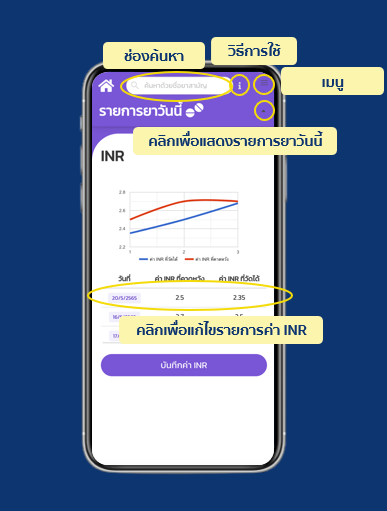 ช่องค้นหา
วิธีการใช้
เมนู
ค้นหาด้วยชื่อยาสามัญ
i
รายการยาวันนี้
คลิกเพื่อแสดงรายการยาวันนี้
INR
2.8
2.6
2.4
2.2
1 2 3
ค่า INR ที่วัดได้ ค่า INR ที่คาดหวัง
วันที่ ค่า INR ที่คาดหวัง ค่า INR ที่วัดได้
20/5/2565 2.5 2.35
คลิกเพื่อแก้ไขรายการค่า INR
บันทึกค่า INR